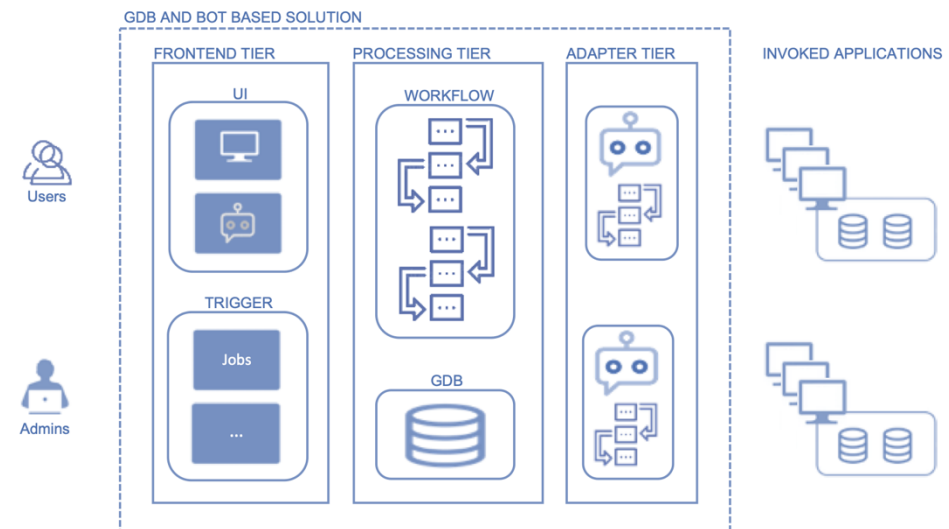 GDB AND BOT BASED SOLUTION
FRONTEND TIER
PROCESSING TIER
ADAPTER TIER
INVOKED APPLICATIONS
UI
WORKFLOW
...
...
...
...
...
...
Users
TRIGGER
Jobs
...
GDB
Admins
...
...
...
...
...
...